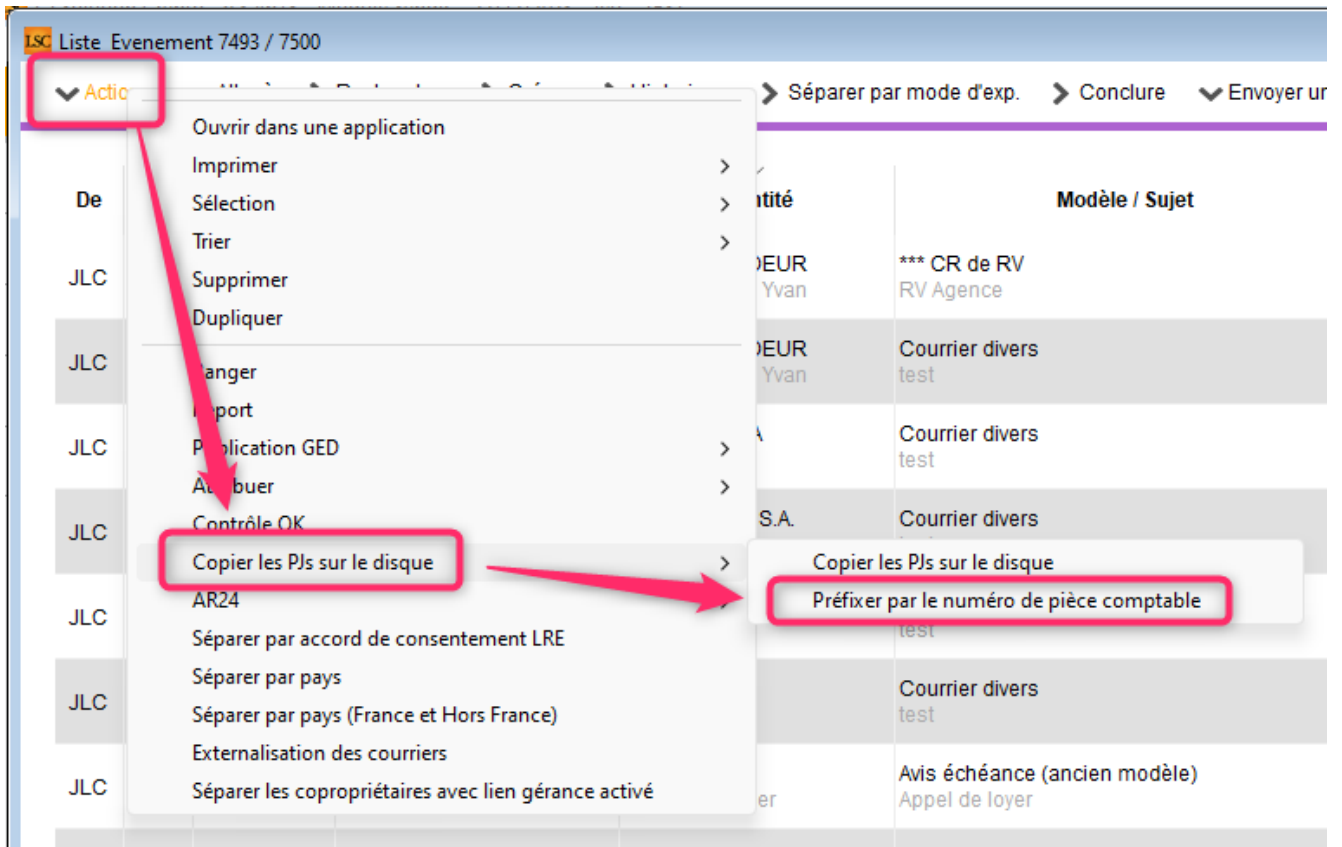 LSC Liste Evenement 7493 / 7500
Séparer par mode d'exp.
Conclure
Envoyer un
Ouvrir dans une application
Imprimer
Sélection
Trier
Supprimer
Dupliquer
Publication GED
Contrôle OK
Copier les PJs sur le disque
AR24
Séparer par accord de consentement LRE
Séparer par pays
Séparer par pays (France et Hors France)
Externalisation des courriers
Séparer les copropriétaires avec lien gérance activé
Copier les PJs sur le disque
Préfixer par le numéro de pièce comptable
De
Modèle / Sujet
JLC
Yvan
*** CR de RV
RV Agence
JLC
Yvan
Courrier divers
test
JLC
Courrier divers
test
JLC
S.A.
Courrier divers
JLC
test
JLC
Courrier divers
test
JLC
Avis échéance (ancien modèle)
Appel de loyer